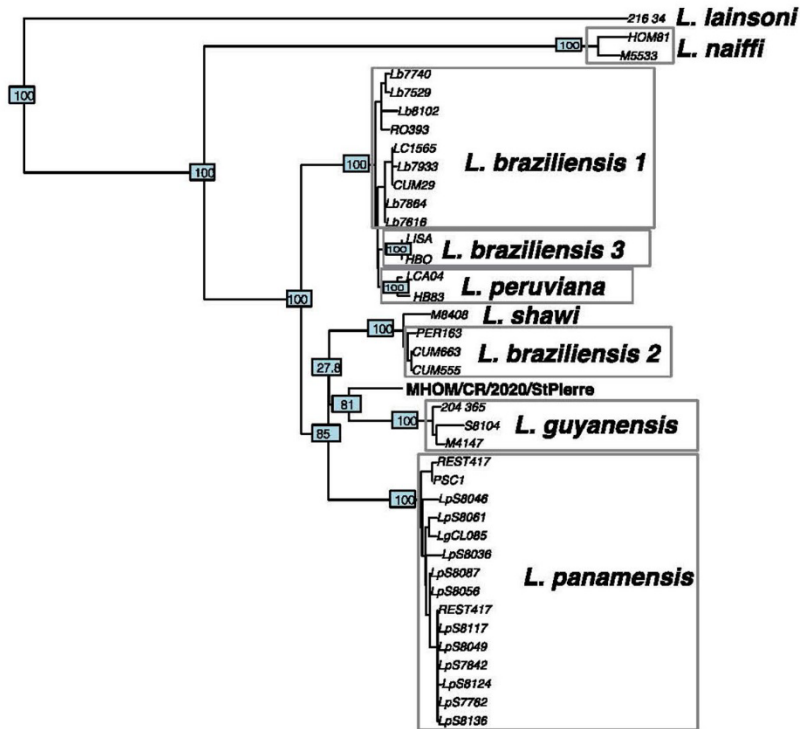 216 34 L. lainsoni
HOM81
M5533
L. naiffi
100
100
100
Lb7740
Lb7529
Lb8102
RO393
LC1565
Lb7933
CUM29
Lb7864
Lb7616
L. braziliensis 1
100
LISA
HBO
100
L. braziliensis 3
LCA04
HB83
100
L. peruviana
100
M8408 L. shawi
100
PER163
CUM663
CUM555
L. braziliensis 2
27.8
MHOM/CR/2020/StPierre
81
204 365
S8104
M4147
100
L. guyanensis
85
REST417
PSC1
LpS8046
LpS8061
LgCL085
LpS8036
LpS8087
LpS8056
REST417
LpS8117
LpS8049
LpS7842
LpS8124
LpS7782
LpS8136
100
L. panamensis